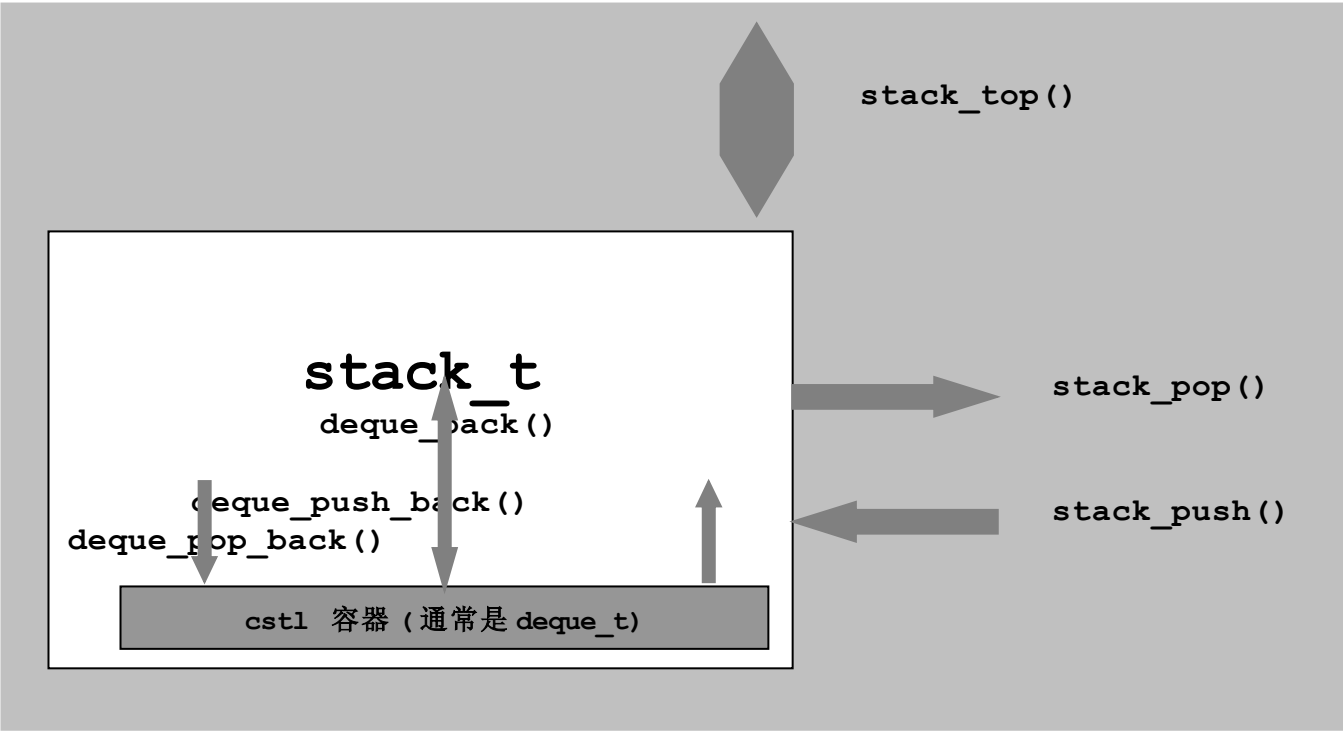 stack_top()
stack_t
stack_pop()
deque_back()
deque_push_back()
stack_push()
deque_pop_back()
cstl 容器 (通常是 deque_t)